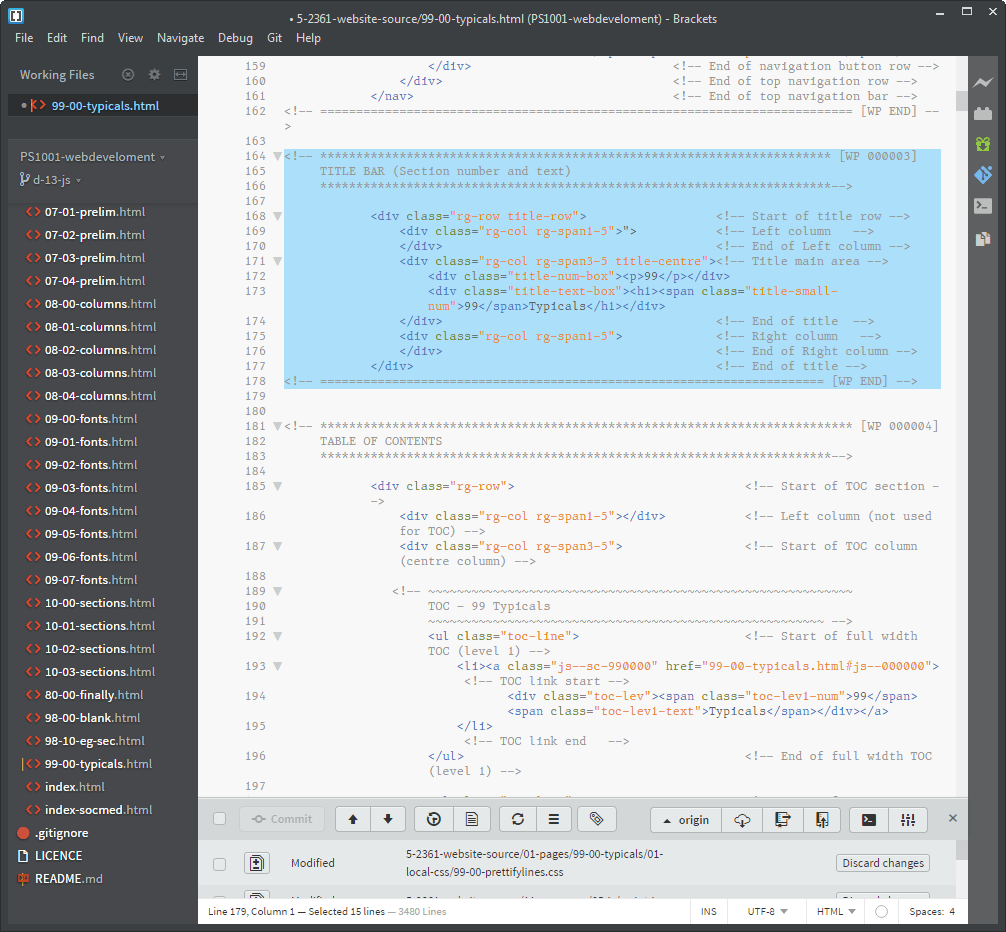 • 5-2361-website-source/99-00-typicals.html (PS1001-webdeveloment) - Brackets
File Edit Find View Navigate Debug Git Help
Working Files
• <> 99-00-typicals.html
PS1001-webdeveloment
d-13-js
<> 07-01-prelim.html
<> 07-02-prelim.html
<> 07-03-prelim.html
<> 07-04-prelim.html
<> 08-00-columns.html
<> 08-01-columns.html
<> 08-02-columns.html
<> 08-03-columns.html
<> 08-04-columns.html
<> 09-00-fonts.html
<> 09-01-fonts.html
<> 09-02-fonts.html
<> 09-03-fonts.html
<> 09-04-fonts.html
<> 09-05-fonts.html
<> 09-06-fonts.html
<> 09-07-fonts.html
<> 10-00-sections.html
<> 10-01-sections.html
<> 10-02-sections.html
<> 10-03-sections.html
<> 80-00-finally.html
<> 98-00-blank.html
<> 98-10-eg-sec.html
<> 99-00-typicals.html
<> index.html
<> index-socmed.html
.gitignore
LICENCE
README.md
159 </div> <!-- End of navigation button row -->
160 </div> <!-- End of top navigation row -->
161 </nav> <!-- End of top navigation bar -->
162 <!-- ========================================================================== [WP END] --
>
163
164 <!-- *********************************************************************** [WP 000003]
165 TITLE BAR (Section number and text)
166 ***********************************************************************-->
167
168 <div class="rg-row title-row"> <!-- Start of title row -->
169 <div class="rg-col rg-span1-5">"> <!-- Left column -->
170 </div> <!-- End of Left column -->
171 <div class="rg-col rg-span3-5 title-centre"><!-- Title main area -->
172 <div class="title-num-box"><p>99</p></div>
173 <div class="title-text-box"><h1><span class="title-small-
num">99</span>Typicals</h1></div>
174 </div> <!-- End of title -->
175 <div class="rg-col rg-span1-5"> <!-- Right column -->
176 </div> <!-- End of Right column -->
177 </div> <!-- End of title -->
178 <!-- ====================================================================== [WP END] -->
179
180
181 <!-- ************************************************************************** [WP 000004]
182 TABLE OF CONTENTS
183 ***********************************************************************-->
184
185 <div class="rg-row"> <!-- Start of TOC section -
->
186 <div class="rg-col rg-span1-5"></div> <!-- Left column (not used
for TOC) -->
187 <div class="rg-col rg-span3-5"> <!-- Start of TOC column
(centre column) -->
188
189 <!-- ~~~~~~~~~~~~~~~~~~~~~~~~~~~~~~~~~~~~~~~~~~~~~~~~~~~~~~~~~~~
190 TOC - 99 Typicals
191 ~~~~~~~~~~~~~~~~~~~~~~~~~~~~~~~~~~~~~~~~~~~~~~~~~~~~~~~ -->
192 <ul class="toc-line"> <!-- Start of full width
TOC (level 1) -->
193 <li><a class="js--sc-990000" href="99-00-typicals.html#js--000000">
<!-- TOC link start -->
194 <div class="toc-lev"><span class="toc-lev1-num">99</span>
<span class="toc-lev1-text">Typicals</span></div></a>
195 </li>
<!-- TOC link end -->
196 </ul> <!-- End of full width TOC
(level 1) -->
197
Commit
origin
Modified
5-2361-website-source/01-pages/99-00-typicals/01-
local-css/99-00-prettifylines.css
Discard changes
Line 179, Column 1 — Selected 15 lines — 3480 Lines
INS UTF-8 HTML Spaces: 4